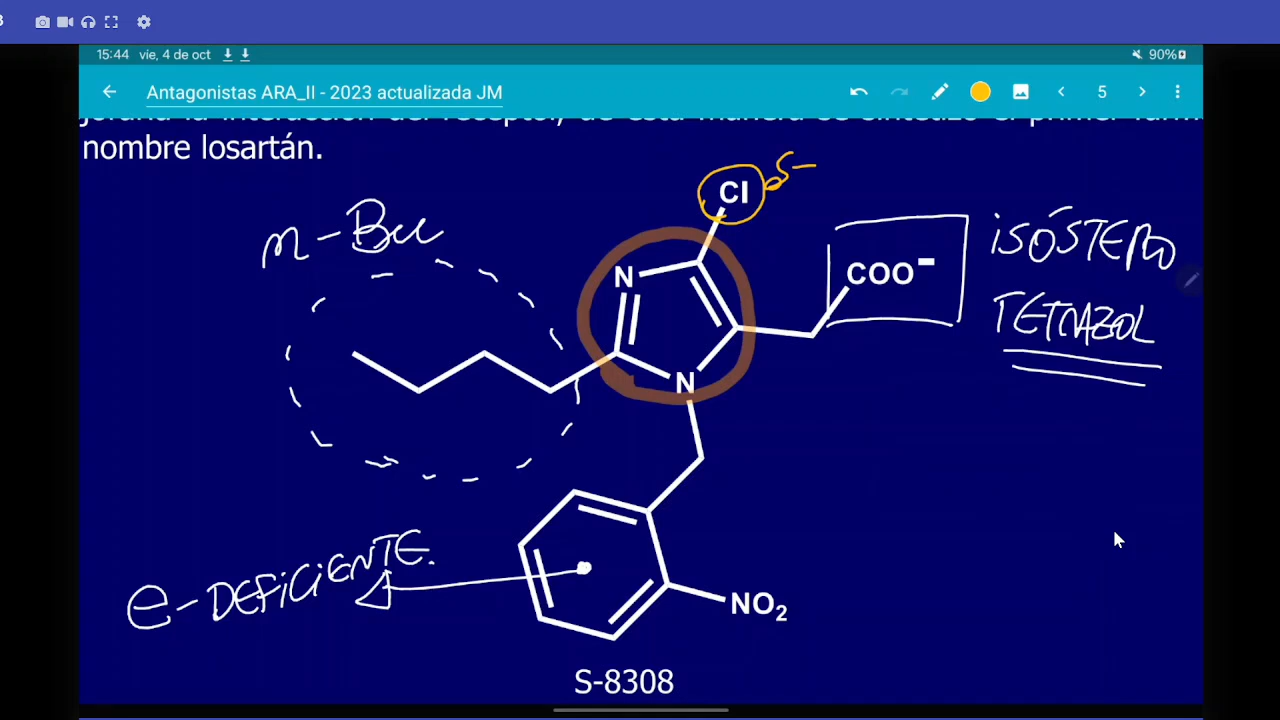 15:44 vie, 4 de oct
90%
Antagonistas ARA_II - 2023 actualizada JM
5
nombre losartán.
Cl
δ-
n-Bu
N
COO-
ISÓSTERO
TETRAZOL
N
e-DEFICIENTE.
NO2
S-8308